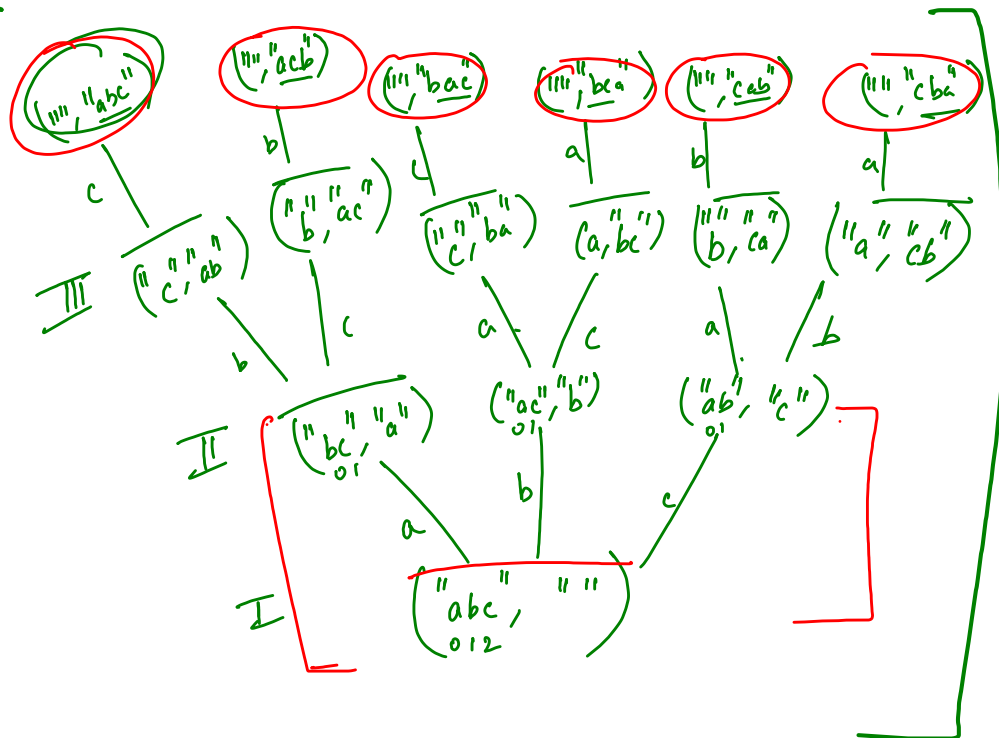 ("", "abc") ("", "acb") ("", "bac") ("", "bca") ("", "cab") ("", "cba")
c b c a b a
III ("c", "ab") ("b", "ac") ("c", "ba") (a, "bc") ("b", "ca") ("a", "cb")
b c a c a b
II ("bc", "a") ("ac", "b") ("ab", "c")
01 01 01
a b c
I ("abc", "")
012